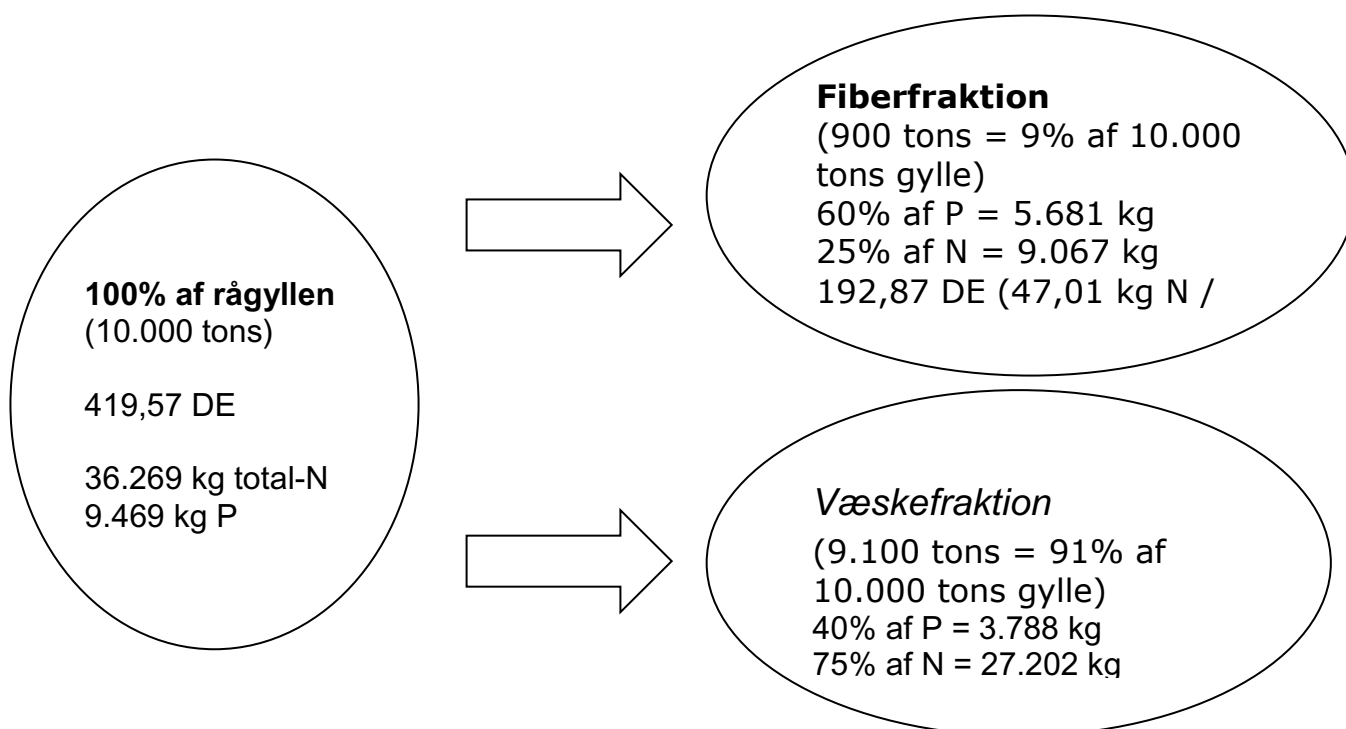 100% af rågyllen
(10.000 tons)
419,57 DE
36.269 kg total-N
9.469 kg P
Fiberfraktion
(900 tons = 9% af 10.000
tons gylle)
60% af P = 5.681 kg
25% af N = 9.067 kg
192,87 DE (47,01 kg N /
Væskefraktion
(9.100 tons = 91% af
10.000 tons gylle)
40% af P = 3.788 kg
75% af N = 27.202 kg